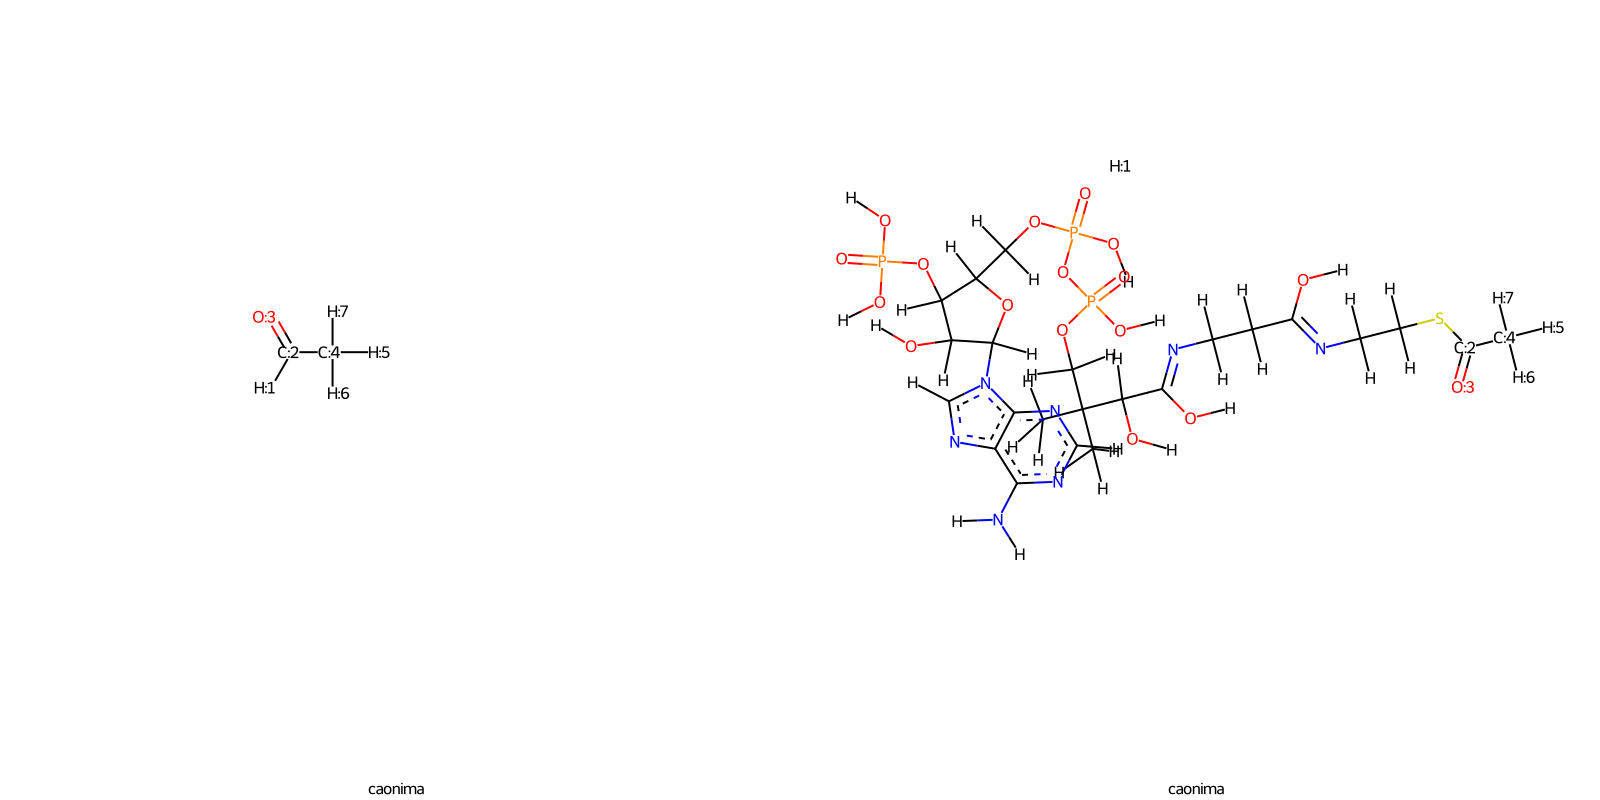 O:3 H:7
C:2 C:4 H:5
H:1 H:6
H:1
H O
O H O
P
H O
O P O
O O H
H O H
H H
O P H H H:7
H O
H S
H O O H H:5
C:4
O N N C:2
H H H
H H
H H H H H H:6
H N O:3
N O H
N H O
H H H
H
H
N
H
H N
H
caonima caonima